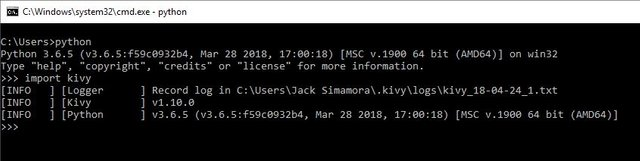 C:\Windows\system32\cmd.exe - python
C:\Users>python
Python 3.6.5 (v3.6.5:f59c0932b4, Mar 28 2018, 17:00:18) [MSC v.1900 64 bit (AMD64)] on win32
Type "help", "copyright", "credits" or "license" for more information.
>>> import kivy
[INFO   ] [Logger      ] Record log in C:\Users\Jack Simamora\.kivy\logs\kivy_18-04-24_1.txt
[INFO   ] [Kivy        ] v1.10.0
[INFO   ] [Python      ] v3.6.5 (v3.6.5:f59c0932b4, Mar 28 2018, 17:00:18) [MSC v.1900 64 bit (AMD64)]
>>>